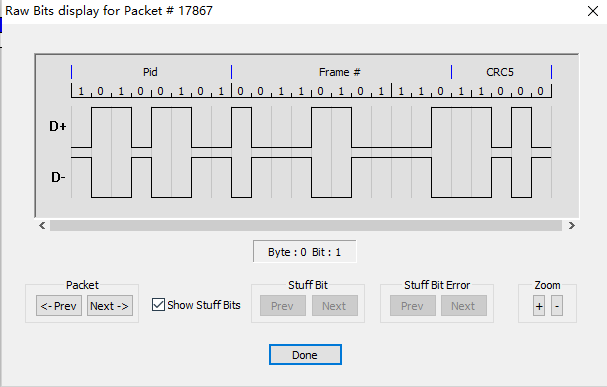 Raw Bits display for Packet # 17867
Pid Frame # CRC5
1 0 1 0 0 1 0 1 0 0 1 1 0 1 0 1 1 1 0 1 1 0 0 0
D+
D-
Byte : 0 Bit : 1
Packet Stuff Bit Stuff Bit Error Zoom
<- Prev Next -> Show Stuff Bits Prev Next Prev Next + -
Done